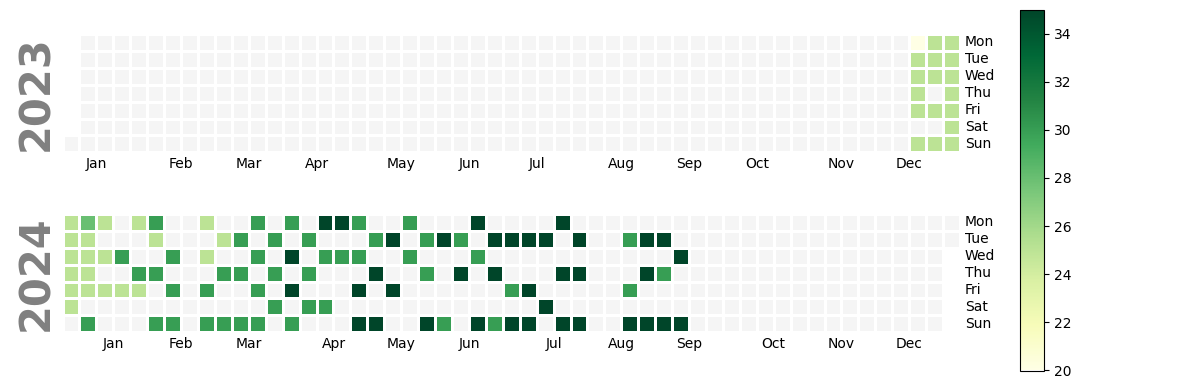 2023
Mon
Tue
Wed
Thu
Fri
Sat
Sun
Jan Feb Mar Apr May Jun Jul Aug Sep Oct Nov Dec
2024
Mon
Tue
Wed
Thu
Fri
Sat
Sun
Jan Feb Mar Apr May Jun Jul Aug Sep Oct Nov Dec
34
32
30
28
26
24
22
20